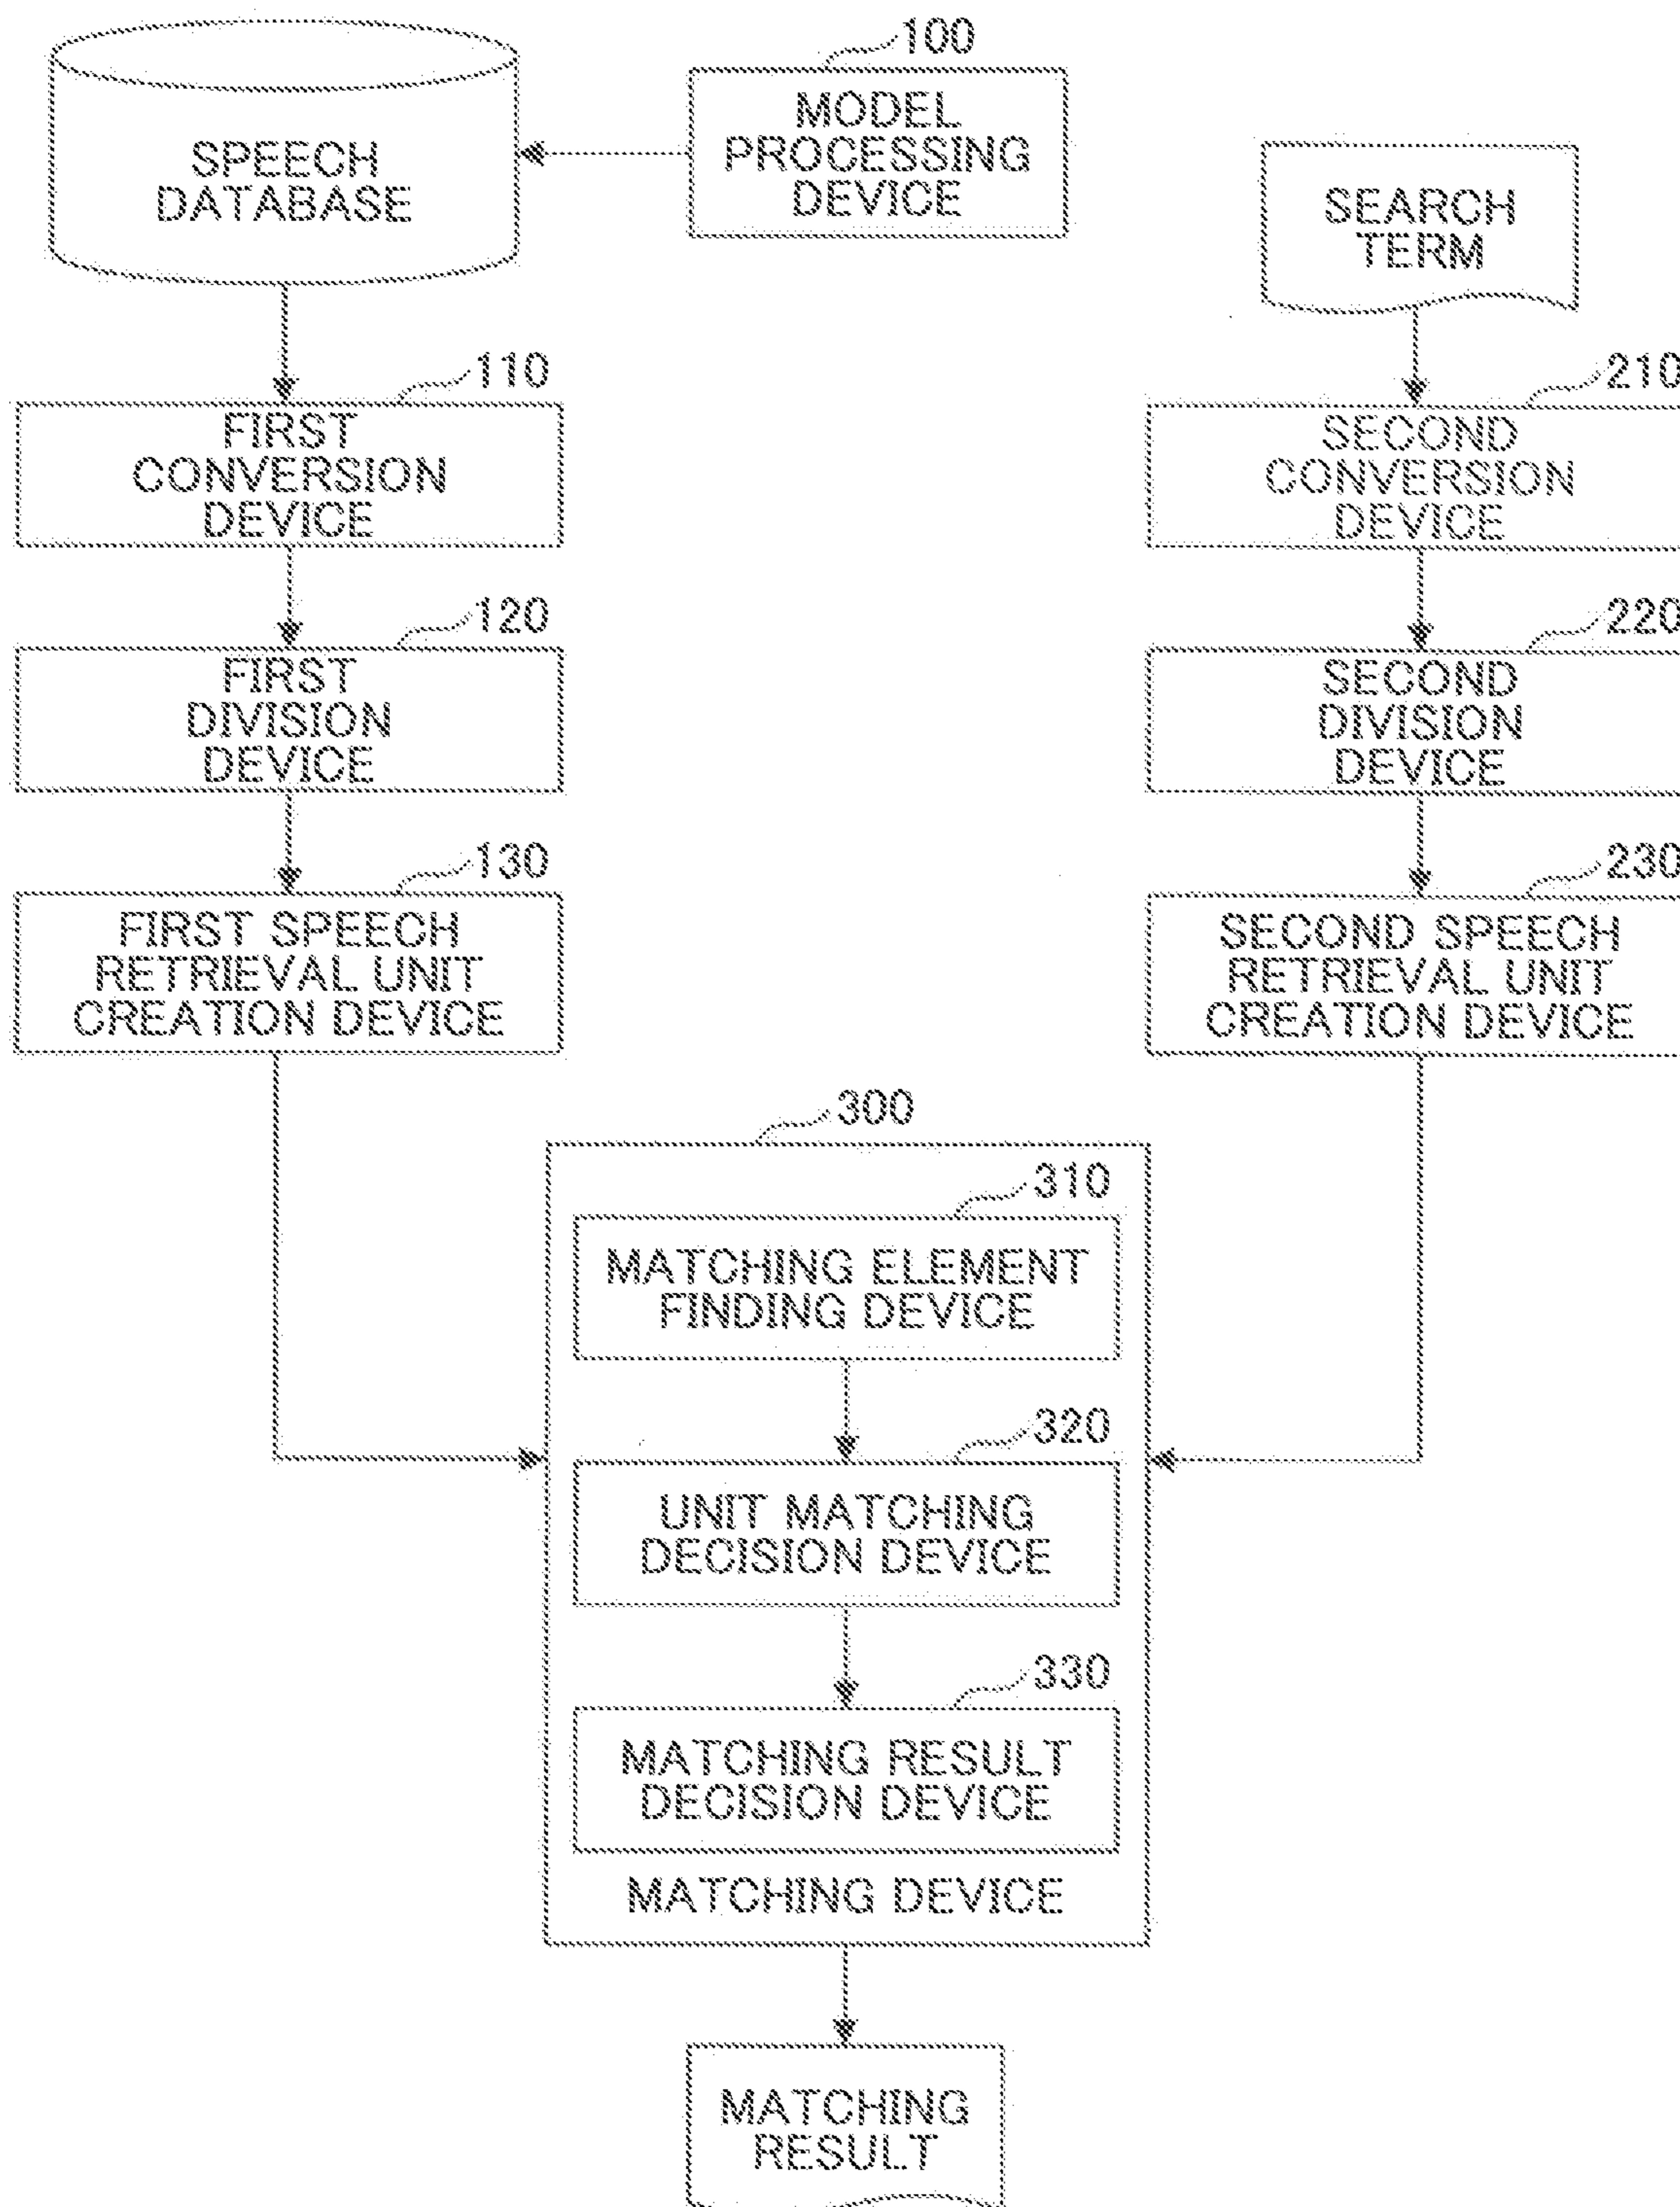 100
MODEL
PROCESSING
DEVICE
SPEECH
DATABASE
SEARCH
TERM
110
FIRST
CONVERSION
DEVICE
210
SECOND
CONVERSION
DEVICE
120
FIRST
DIVISION
DEVICE
220
SECOND
DIVISION
DEVICE
130
FIRST SPEECH
RETRIEVAL UNIT
CREATION DEVICE
230
SECOND SPEECH
RETRIEVAL UNIT
CREATION DEVICE
300
310
MATCHING ELEMENT
FINDING DEVICE
320
UNIT MATCHING
DECISION DEVICE
330
MATCHING RESULT
DECISION DEVICE
MATCHING DEVICE
MATCHING
RESULT